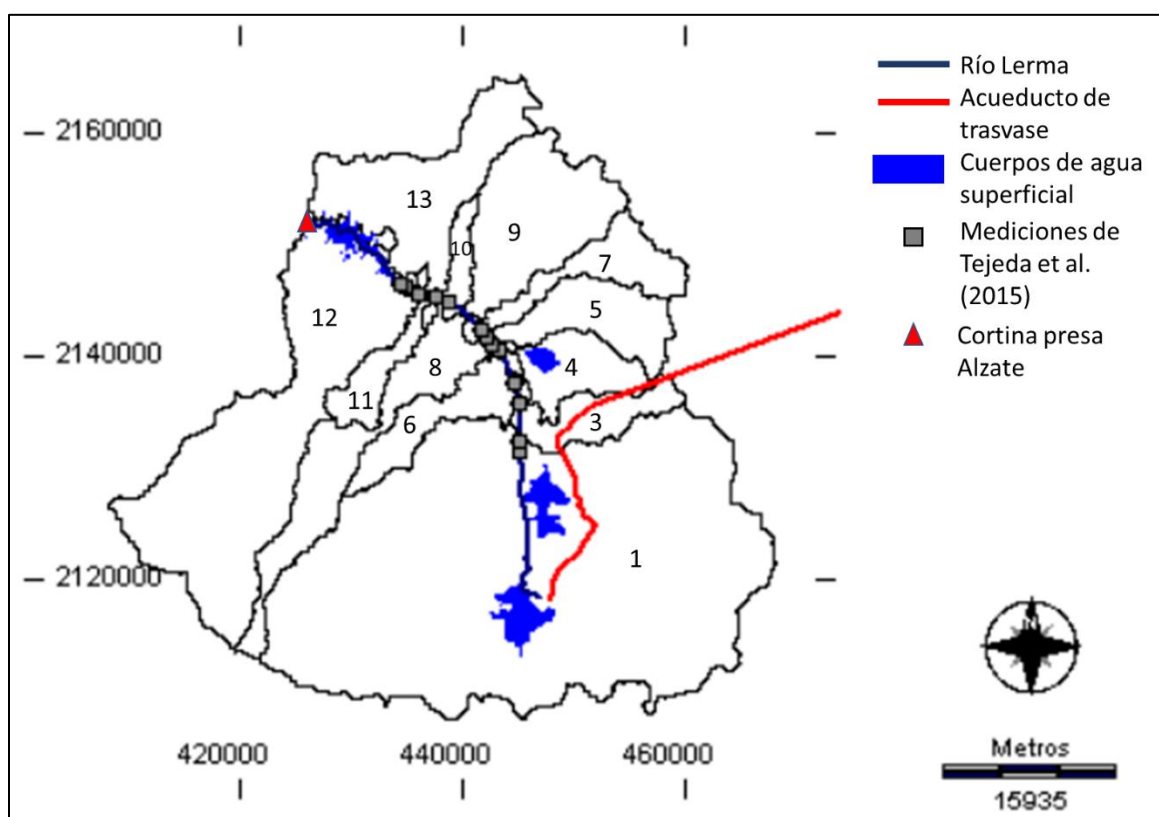 2160000
2140000
2120000
420000
440000
460000
13
10
9
7
5
12
4
8
11
6
3
1
Río Lerma
Acueducto de
trasvase
Cuerpos de agua
superficial
Mediciones de
Tejeda et al.
(2015)
Cortina presa
Alzate
Metros
15935